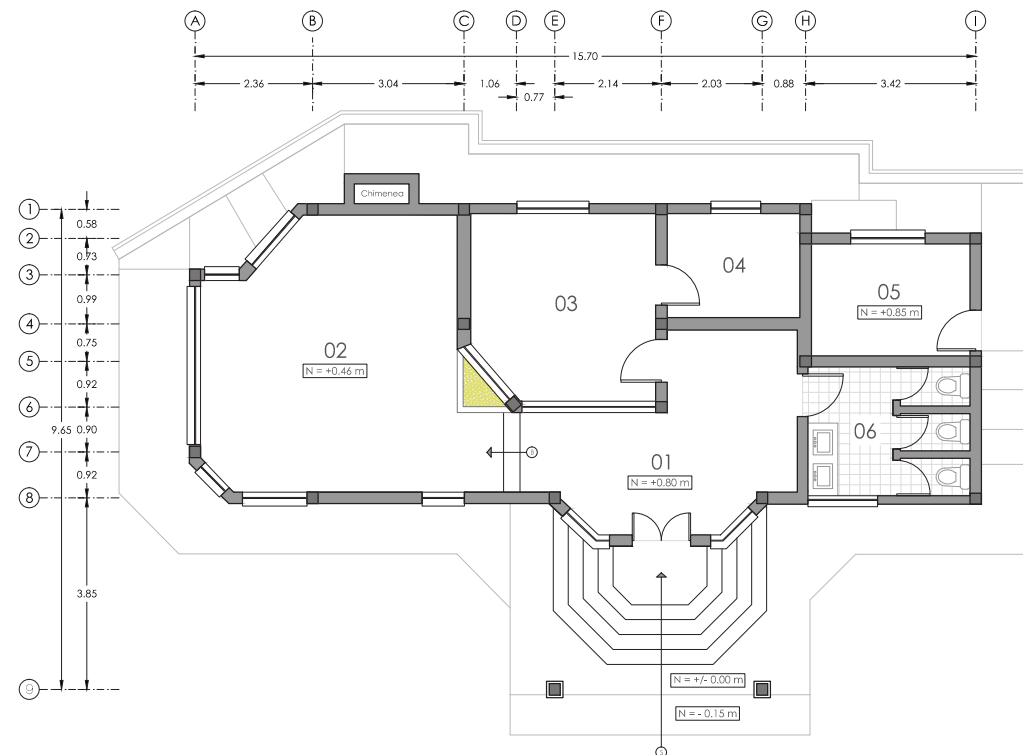 A B C D E F G H I
15.70
2.36 3.04 1.06 2.14 2.03 0.88 3.42
0.77
Chimenea
1
0.58
2
0.73
3
0.99
4
0.75
5
0.92
6
9.65 0.90
7
0.92
8
3.85
9
04
03
05
N = +0.85 m
02
N = +0.46 m
06
01
N = +0.80 m
B
N = +/- 0.00 m
N = - 0.15 m
S